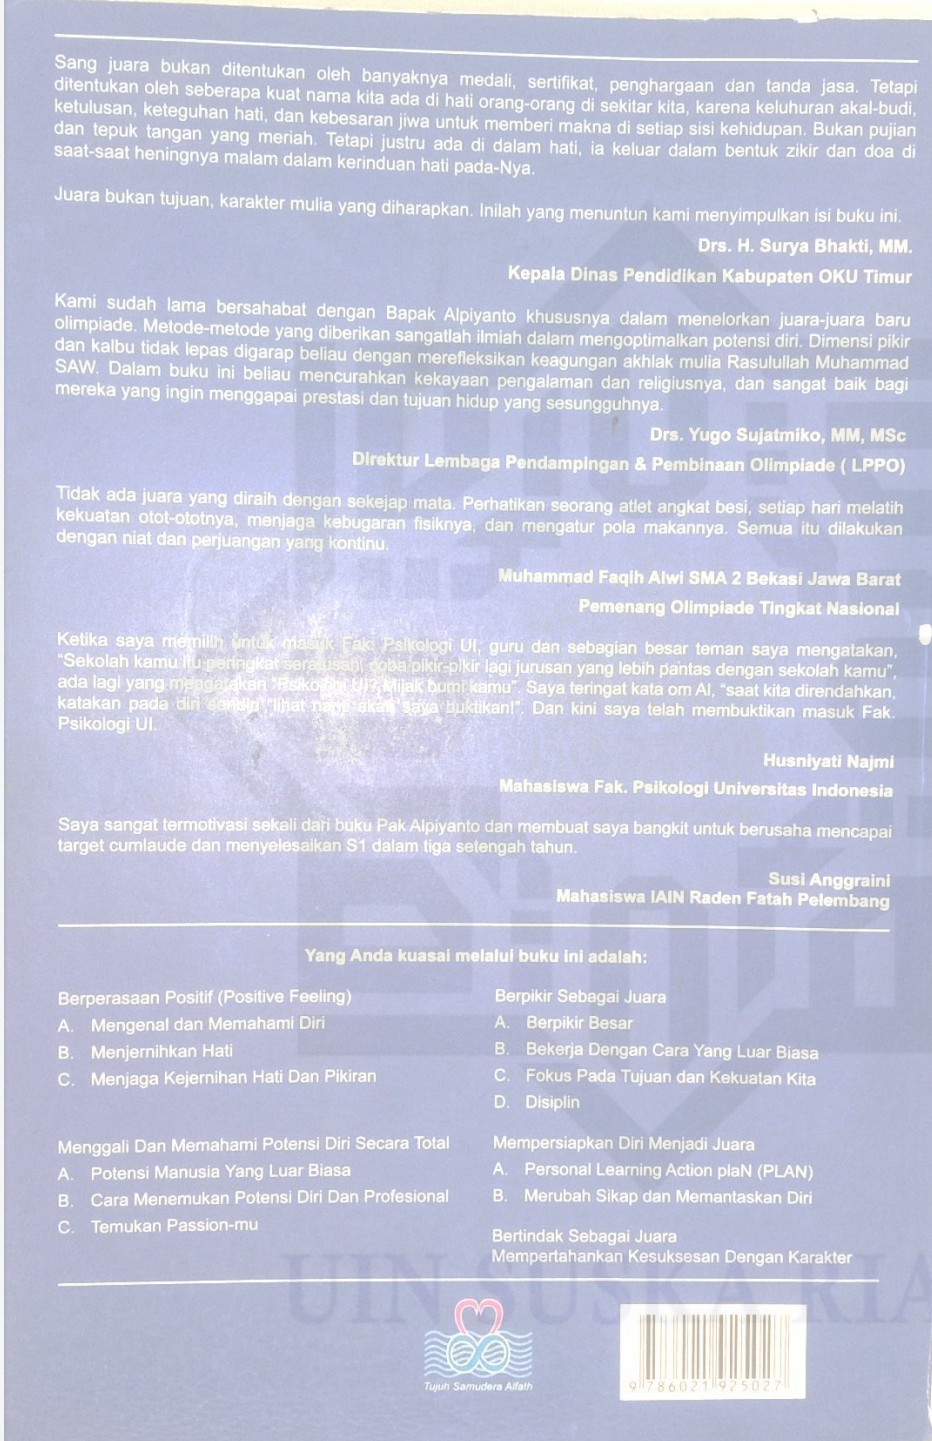 Sang juara bukan ditentukan oleh banyaknya medali, sertifikat, penghargaan dan tanda jasa. Tetapi
ditentukan oleh seberapa kuat nama kita ada di hati orang-orang di sekitar kita, karena keluhuran akal-budi,
ketulusan, keteguhan hati, dan kebesaran jiwa untuk memberi makna di setiap sisi kehidupan. Bukan pujian
dan tepuk tangan yang meriah. Tetapi justru ada di dalam hati, ia keluar dalam bentuk zikir dan doa di
saat-saat heningnya malam dalam kerinduan hati pada-Nya.
Juara bukan tujuan, karakter mulia yang diharapkan. Inilah yang menuntun kami menyimpulkan isi buku ini.
Drs. H. Surya Bhakti, MM.
Kepala Dinas Pendidikan Kabupaten OKU Timur
Kami sudah lama bersahabat dengan Bapak Alpiyanto khususnya dalam menelorkan juara-juara baru
olimpiade. Metode-metode yang diberikan sangatlah ilmiah dalam mengoptimalkan potensi diri. Dimensi pikir
dan kalbu tidak lepas digarap beliau dengan merefleksikan keagungan akhlak mulia Rasulullah Muhammad
SAW. Dalam buku ini beliau mencurahkan kekayaan pengalaman dan religiusnya, dan sangat baik bagi
mereka yang ingin menggapai prestasi dan tujuan hidup yang sesungguhnya.
Drs. Yugo Sujatmiko, MM, MSc
Direktur Lembaga Pendampingan & Pembinaan Olimpiade ( LPPO)
Tidak ada juara yang diraih dengan sekejap mata. Perhatikan seorang atlet angkat besi, setiap hari melatih
kekuatan otot-ototnya, menjaga kebugaran fisiknya, dan mengatur pola makannya. Semua itu dilakukan
dengan niat dan perjuangan yang kontinu.
Muhammad Faqih Alwi SMA 2 Bekasi Jawa Barat
Pemenang Olimpiade Tingkat Nasional
Ketika saya memilih untuk masuk Fak. Psikologi UI, guru dan sebagian besar teman saya mengatakan,
“Sekolah kamu itu peringkat seratusan, coba pikir-pikir lagi jurusan yang lebih pantas dengan sekolah kamu”,
ada lagi yang mengatakan “Psikologi UI? Mijak bumi kamu”. Saya teringat kata om Al, “saat kita direndahkan,
katakan pada diri sendiri “lihat nanti akan saya buktikan!”. Dan kini saya telah membuktikan masuk Fak.
Psikologi UI.
Husniyati Najmi
Mahasiswa Fak. Psikologi Universitas Indonesia
Saya sangat termotivasi sekali dari buku Pak Alpiyanto dan membuat saya bangkit untuk berusaha mencapai
target cumlaude dan menyelesaikan S1 dalam tiga setengah tahun.
Susi Anggraini
Mahasiswa IAIN Raden Fatah Pelembang
Yang Anda kuasai melalui buku ini adalah:
Berperasaan Positif (Positive Feeling)
A. Mengenal dan Memahami Diri
B. Menjernihkan Hati
C. Menjaga Kejernihan Hati Dan Pikiran
Menggali Dan Memahami Potensi Diri Secara Total
A. Potensi Manusia Yang Luar Biasa
B. Cara Menemukan Potensi Diri Dan Profesional
C. Temukan Passion-mu
Berpikir Sebagai Juara
A. Berpikir Besar
B. Bekerja Dengan Cara Yang Luar Biasa
C. Fokus Pada Tujuan dan Kekuatan Kita
D. Disiplin
Mempersiapkan Diri Menjadi Juara
A. Personal Learning Action plaN (PLAN)
B. Merubah Sikap dan Memantaskan Diri
Bertindak Sebagai Juara
Mempertahankan Kesuksesan Dengan Karakter
UIN SUSKA RIA
Tujuh Samudera Alfath
9 786021 925027